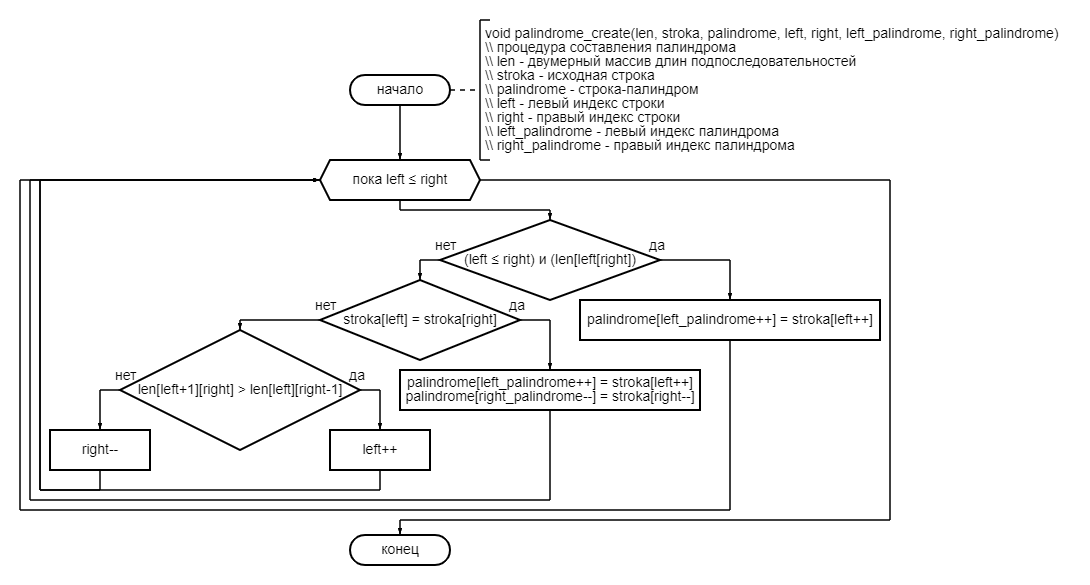 void palindrome_create(len, stroka, palindrome, left, right, left_palindrome, right_palindrome)
\\ процедура составления палиндрома
\\ len - двумерный массив длин подпоследовательностей
\\ stroka - исходная строка
\\ palindrome - строка-палиндром
\\ left - левый индекс строки
\\ right - правый индекс строки
\\ left_palindrome - левый индекс палиндрома
\\ right_palindrome - правый индекс палиндрома
начало
пока left ≤ right
нет
да
(left ≤ right) и (len[left[right])
нет
да
stroka[left] = stroka[right]
palindrome[left_palindrome++] = stroka[left++]
нет
да
len[left+1][right] > len[left][right-1]
palindrome[left_palindrome++] = stroka[left++]
palindrome[right_palindrome--] = stroka[right--]
right--
left++
конец